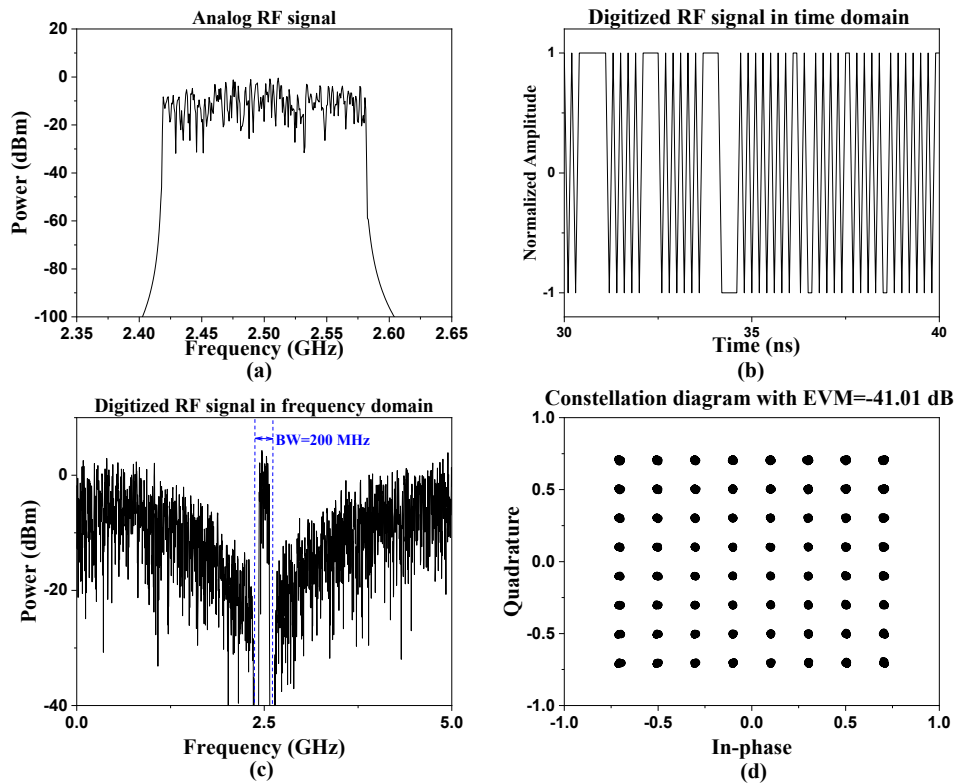 Analog RF signal
20
0
-20
-40
-60
-80
-100
Power (dBm)
2.35
2.40
2.45
2.50
2.55
2.60
2.65
Frequency (GHz)
(a)
Digitized RF signal in time domain
1
0
-1
Normalized Amplitude
30
35
40
Time (ns)
(b)
Digitized RF signal in frequency domain
BW=200 MHz
0
-20
-40
Power (dBm)
0.0
2.5
5.0
Frequency (GHz)
(c)
Constellation diagram with EVM=-41.01 dB
1.0
0.5
0.0
-0.5
-1.0
Quadrature
-1.0
-0.5
0.0
0.5
1.0
In-phase
(d)